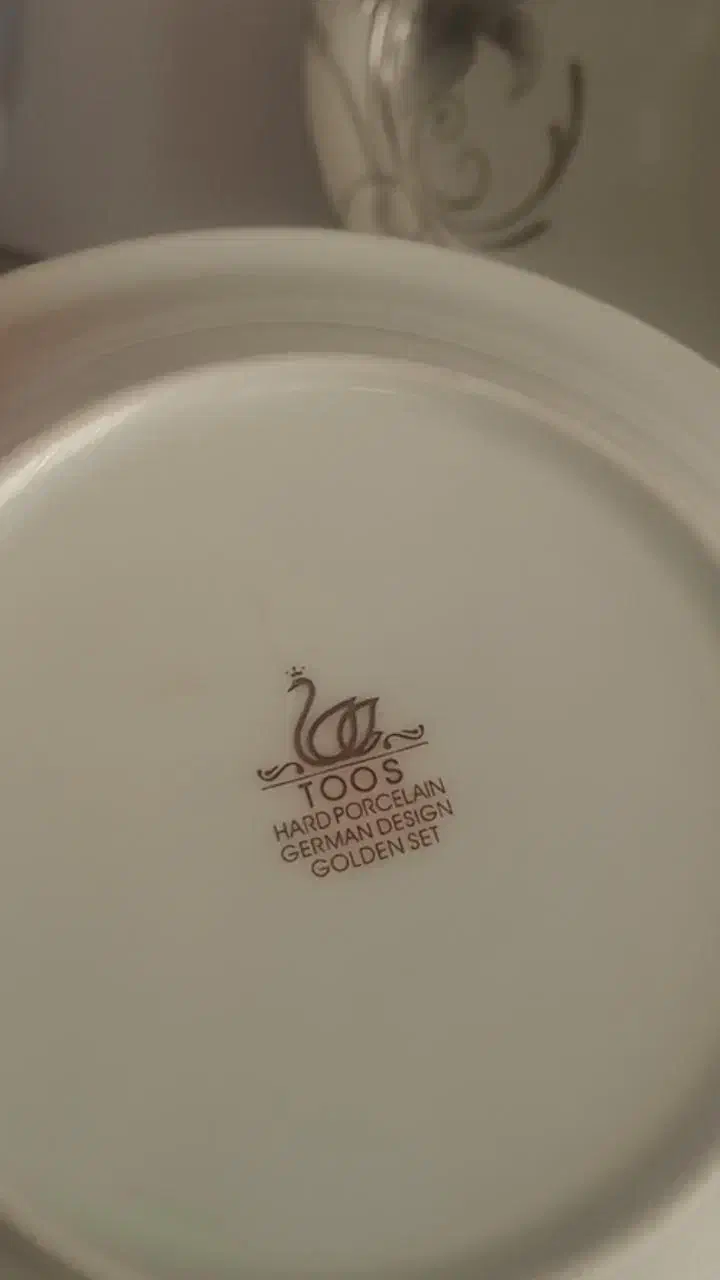 TOOS
HARD PORCELAIN
GERMAN DESIGN
GOLDEN SET